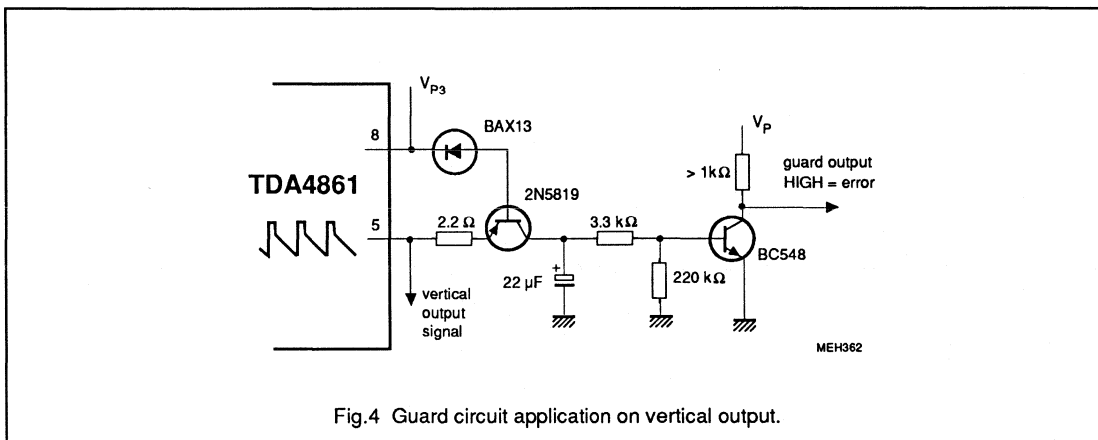 V_P3
8
BAX13
V_P
TDA4861
2N5819
> 1kΩ
guard output
HIGH = error
5
2.2 Ω
3.3 kΩ
BC548
22 µF
+
220 kΩ
vertical
output
signal
MEH362
Fig.4 Guard circuit application on vertical output.